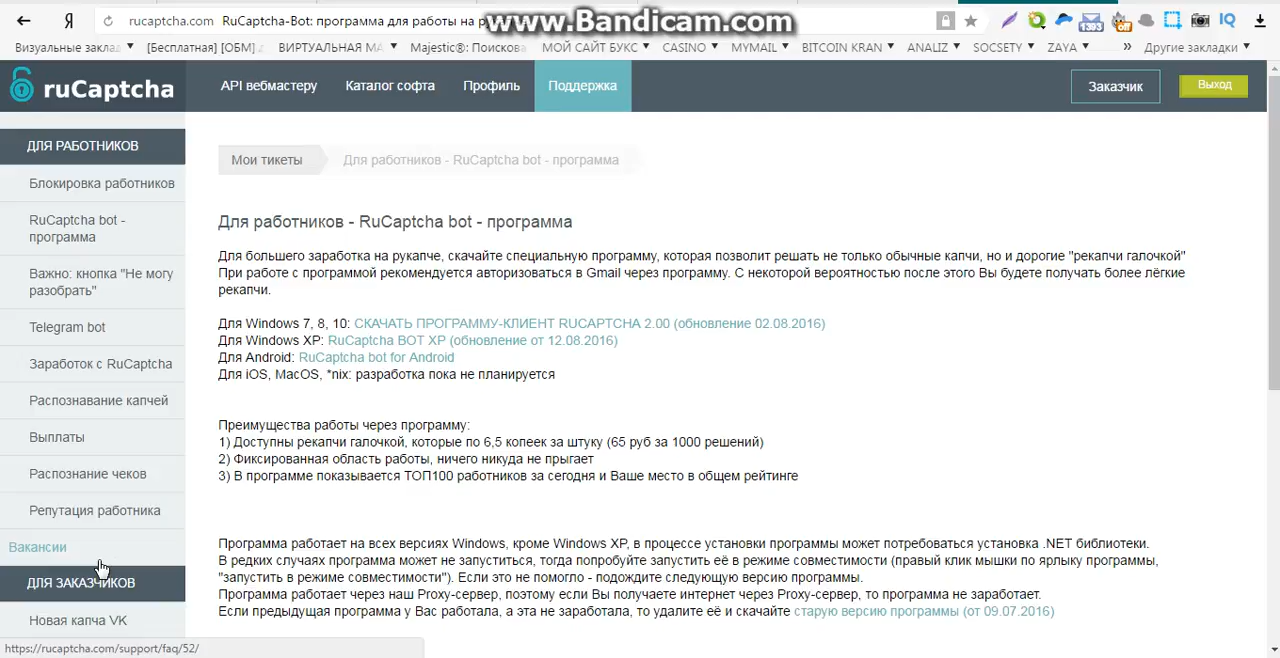 rucaptcha.com RuCaptcha-Bot: программа для работы на р
www.Bandicam.com
1393
off
Визуальные заклад
[Бесплатная] [ОБМ]
ВИРТУАЛЬНАЯ МА
Majestic®: Поискова
МОЙ САЙТ БУКС
CASINO
MYMAIL
BITCOIN KRAN
ANALIZ
SOCSETY
ZAYA
» Другие закладки
ruCaptcha
API вебмастеру
Каталог софта
Профиль
Поддержка
Заказчик
Выход
ДЛЯ РАБОТНИКОВ
Блокировка работников
RuCaptcha bot -
программа
Важно: кнопка "Не могу
разобрать"
Telegram bot
Заработок с RuCaptcha
Распознавание капчей
Выплаты
Распознание чеков
Репутация работника
Вакансии
ДЛЯ ЗАКАЗЧИКОВ
Новая капча VK
https://rucaptcha.com/support/faq/52/
Мои тикеты
Для работников - RuCaptcha bot - программа
Для работников - RuCaptcha bot - программа
Для большего заработка на рукапче, скачайте специальную программу, которая позволит решать не только обычные капчи, но и дорогие "рекапчи галочкой"
При работе с программой рекомендуется авторизоваться в Gmail через программу. С некоторой вероятностью после этого Вы будете получать более лёгкие
рекапчи.
Для Windows 7, 8, 10: СКАЧАТЬ ПРОГРАММУ-КЛИЕНТ RUCAPTCHA 2.00 (обновление 02.08.2016)
Для Windows XP: RuCaptcha BOT XP (обновление от 12.08.2016)
Для Android: RuCaptcha bot for Android
Для iOS, MacOS, *nix: разработка пока не планируется
Преимущества работы через программу:
1) Доступны рекапчи галочкой, которые по 6,5 копеек за штуку (65 руб за 1000 решений)
2) Фиксированная область работы, ничего никуда не прыгает
3) В программе показывается ТОП100 работников за сегодня и Ваше место в общем рейтинге
Программа работает на всех версиях Windows, кроме Windows XP, в процессе установки программы может потребоваться установка .NET библиотеки.
В редких случаях программа может не запуститься, тогда попробуйте запустить её в режиме совместимости (правый клик мышки по ярлыку программы,
"запустить в режиме совместимости"). Если это не помогло - подождите следующую версию программы.
Программа работает через наш Proxy-сервер, поэтому если Вы получаете интернет через Proxy-сервер, то программа не заработает.
Если предыдущая программа у Вас работала, а эта не заработала, то удалите её и скачайте старую версию программы (от 09.07.2016)